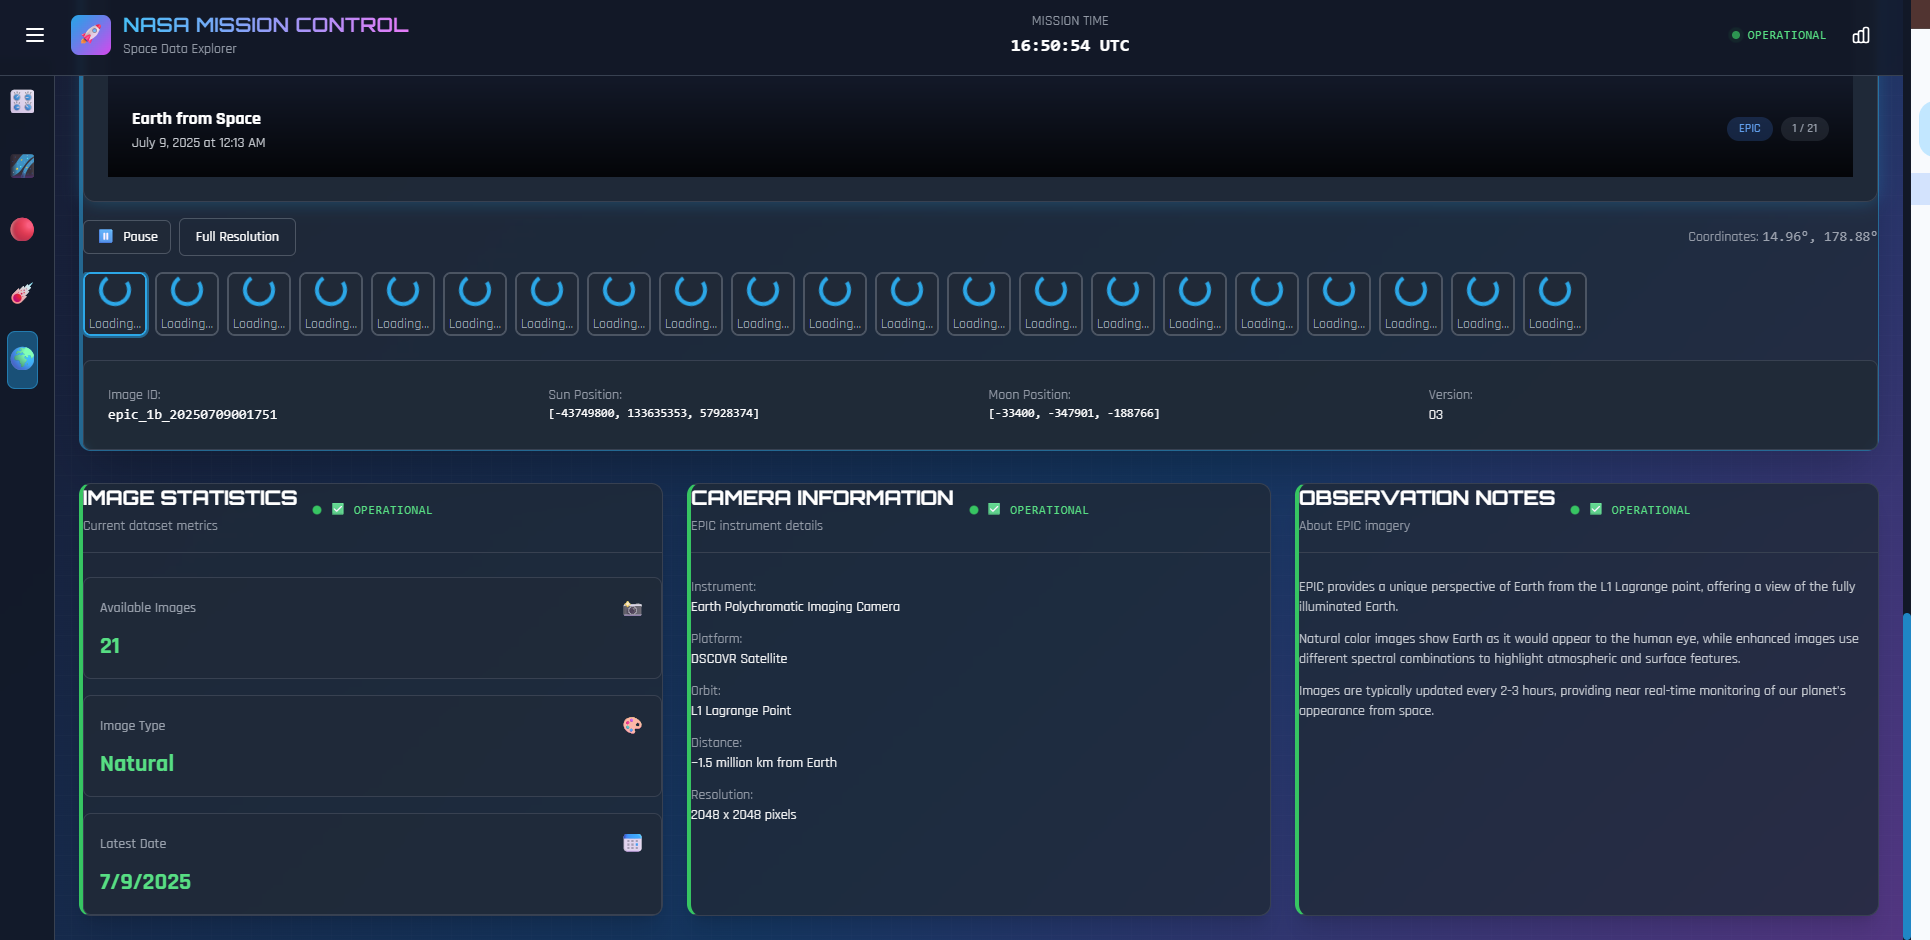 NASA MISSION CONTROL
Space Data Explorer
MISSION TIME
16:50:54 UTC
OPERATIONAL
Earth from Space
July 9, 2025 at 12:13 AM
EPIC
1 / 21
Pause
Full Resolution
Coordinates: 14.96°, 178.88°
Loading... Loading... Loading... Loading... Loading... Loading... Loading... Loading... Loading... Loading... Loading... Loading... Loading... Loading... Loading... Loading... Loading... Loading... Loading... Loading... Loading...
Image ID:
epic_1b_20250709001751
Sun Position:
[-43749800, 133635353, 57928374]
Moon Position:
[-33400, -347901, -188766]
Version:
03
IMAGE STATISTICS
OPERATIONAL
Current dataset metrics
Available Images
21
Image Type
Natural
Latest Date
7/9/2025
CAMERA INFORMATION
OPERATIONAL
EPIC instrument details
Instrument:
Earth Polychromatic Imaging Camera
Platform:
DSCOVR Satellite
Orbit:
L1 Lagrange Point
Distance:
~1.5 million km from Earth
Resolution:
2048 x 2048 pixels
OBSERVATION NOTES
OPERATIONAL
About EPIC imagery
EPIC provides a unique perspective of Earth from the L1 Lagrange point, offering a view of the fully
illuminated Earth.
Natural color images show Earth as it would appear to the human eye, while enhanced images use
different spectral combinations to highlight atmospheric and surface features.
Images are typically updated every 2-3 hours, providing near real-time monitoring of our planet's
appearance from space.